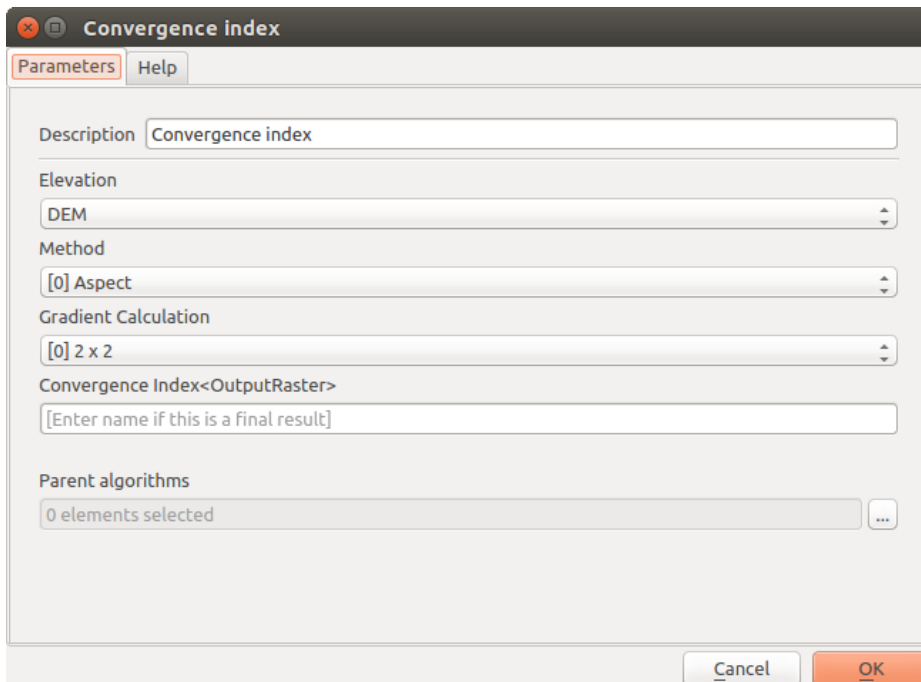 Convergence index
Parameters Help
Description Convergence index
Elevation
DEM
Method
[0] Aspect
Gradient Calculation
[0] 2 x 2
Convergence Index<OutputRaster>
[Enter name if this is a final result]
Parent algorithms
0 elements selected ...
Cancel OK